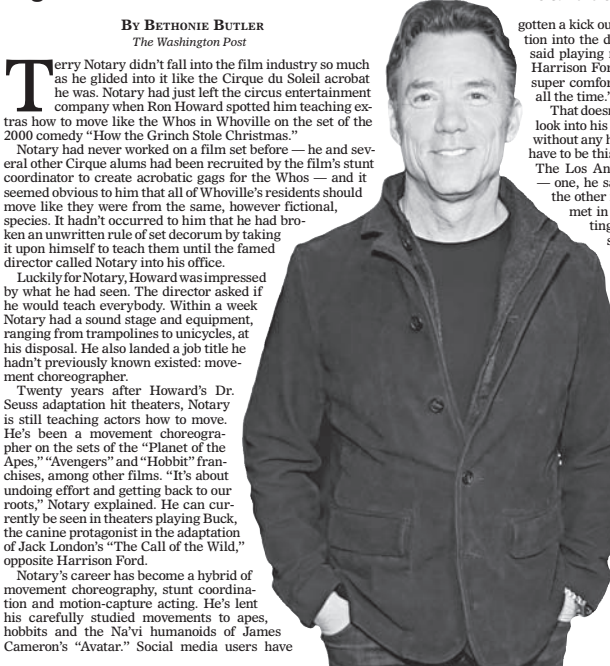 BY BETHONIE BUTLER
The Washington Post
Terry Notary didn't fall into the film industry so much
as he glided into it like the Cirque du Soleil acrobat
he was. Notary had just left the circus entertainment
company when Ron Howard spotted him teaching ex-
tras how to move like the Whos in Whoville on the set of the
2000 comedy "How the Grinch Stole Christmas."
Notary had never worked on a film set before — he and sev-
eral other Cirque alums had been recruited by the film's stunt
coordinator to create acrobatic gags for the Whos — and it
seemed obvious to him that all of Whoville's residents should
move like they were from the same, however fictional,
species. It hadn't occurred to him that he had bro-
ken an unwritten rule of set decorum by taking
it upon himself to teach them until the famed
director called Notary into his office.
Luckily for Notary, Howard was impressed
by what he had seen. The director asked if
he would teach everybody. Within a week
Notary had a sound stage and equipment,
ranging from trampolines to unicycles, at
his disposal. He also landed a job title he
hadn't previously known existed: move-
ment choreographer.
Twenty years after Howard's Dr.
Seuss adaptation hit theaters, Notary
is still teaching actors how to move.
He's been a movement choreogra-
pher on the sets of the "Planet of the
Apes," "Avengers" and "Hobbit" fran-
chises, among other films. "It's about
undoing effort and getting back to our
roots," Notary explained. He can cur-
rently be seen in theaters playing Buck,
the canine protagonist in the adaptation
of Jack London's "The Call of the Wild,"
opposite Harrison Ford.
Notary's career has become a hybrid of
movement choreography, stunt coordina-
tion and motion-capture acting. He's lent
his carefully studied movements to apes,
hobbits and the Na'vi humanoids of James
Cameron's "Avatar." Social media users have
gotten a kick ou
tion into the d
said playing
Harrison For
super comfor
all the time.'
That doesn
look into his
without any h
have to be this
The Los An
— one, he sa
the other
met in
ting
s